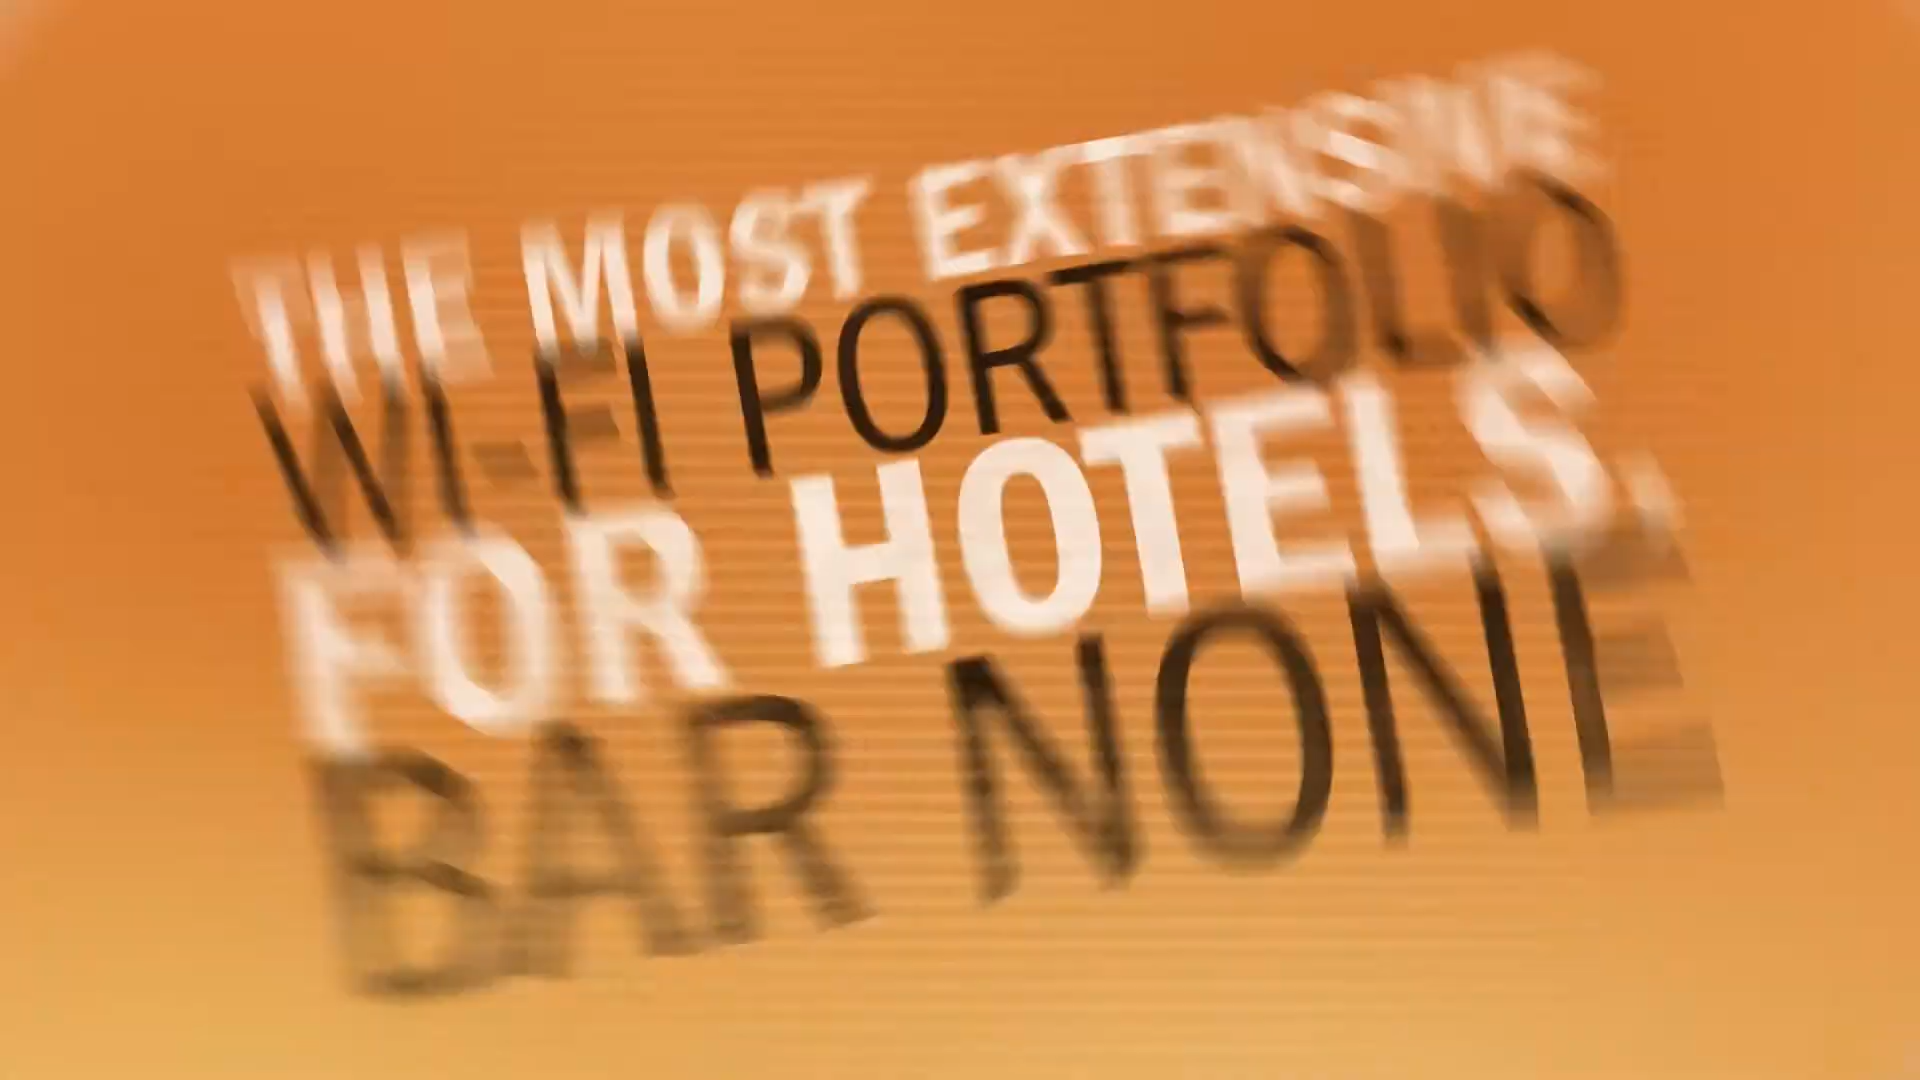 THE MOST EXTENSIVE
WI-FI PORTFOLIO
FOR HOTELS,
BAR NONE